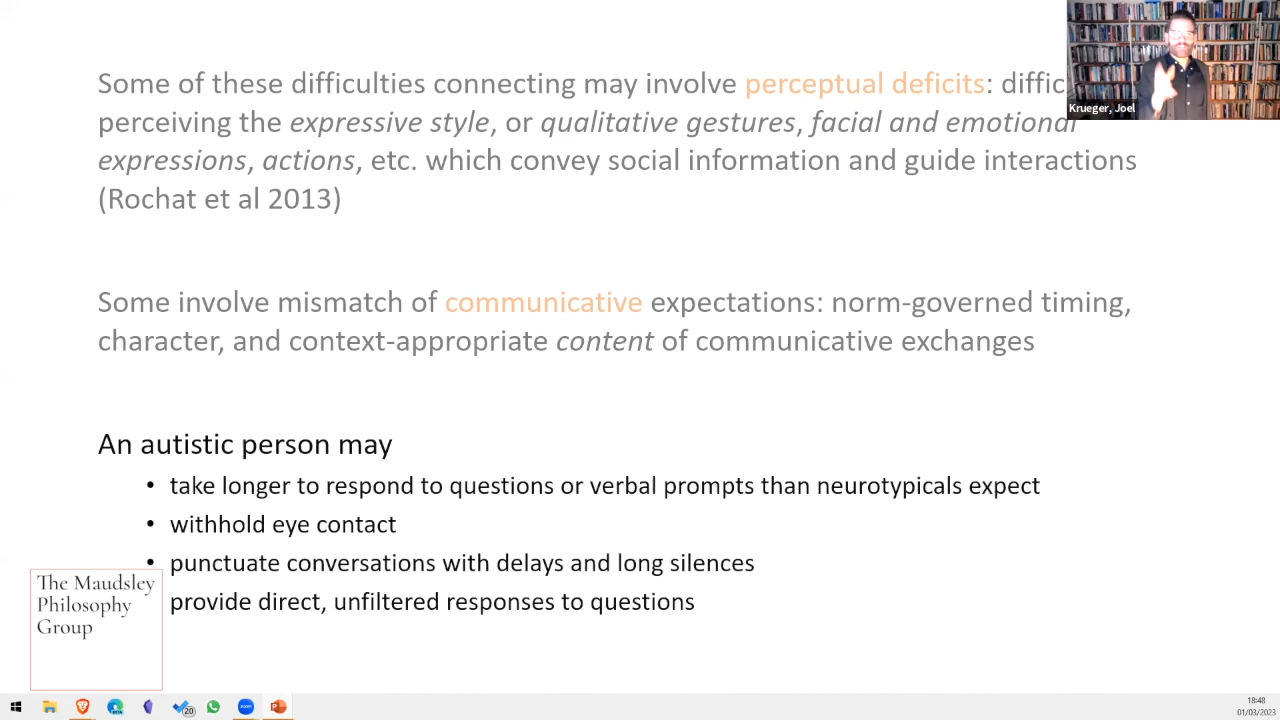 Some of these difficulties connecting may involve perceptual deficits: diffic
perceiving the expressive style, or qualitative gestures, facial and emotional
expressions, actions, etc. which convey social information and guide interactions
(Rochat et al 2013)
Krueger, Joel
Some involve mismatch of communicative expectations: norm-governed timing,
character, and context-appropriate content of communicative exchanges
An autistic person may
• take longer to respond to questions or verbal prompts than neurotypicals expect
• withhold eye contact
• punctuate conversations with delays and long silences
provide direct, unfiltered responses to questions
The Maudsley
Philosophy
Group
20
18:48
01/03/2023